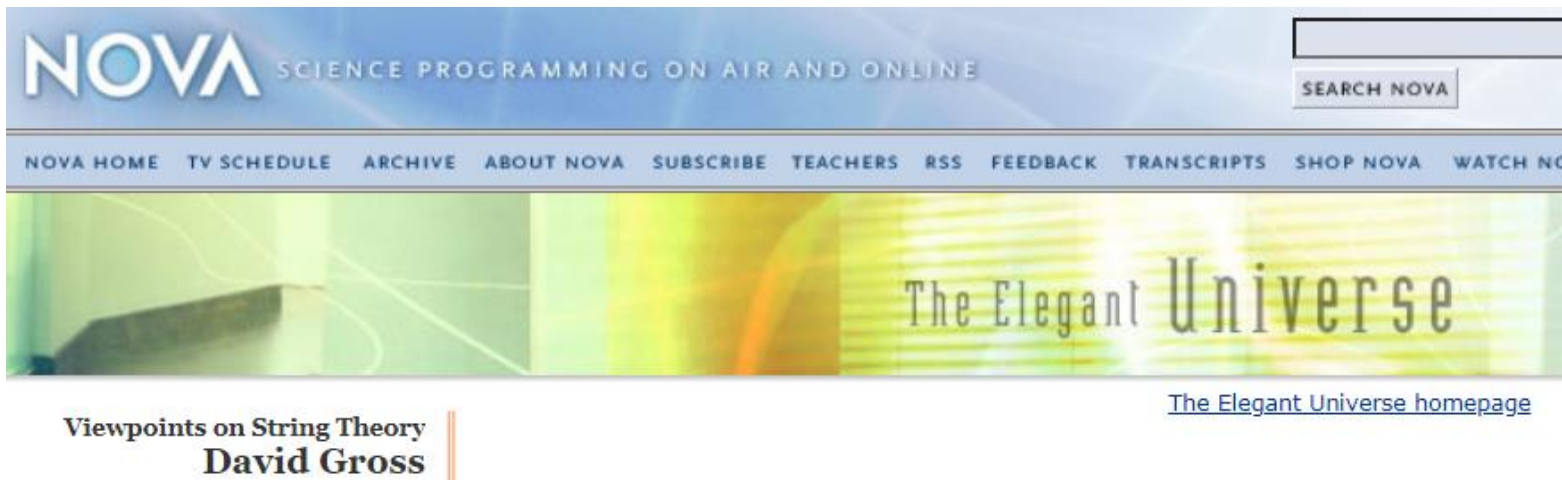 NOVA SCIENCE PROGRAMMING ON AIR AND ONLINE
SEARCH NOVA
NOVA HOME TV SCHEDULE ARCHIVE ABOUT NOVA SUBSCRIBE TEACHERS RSS FEEDBACK TRANSCRIPTS SHOP NOVA WATCH
The Elegant Universe
The Elegant Universe homepage
Viewpoints on String Theory
David Gross